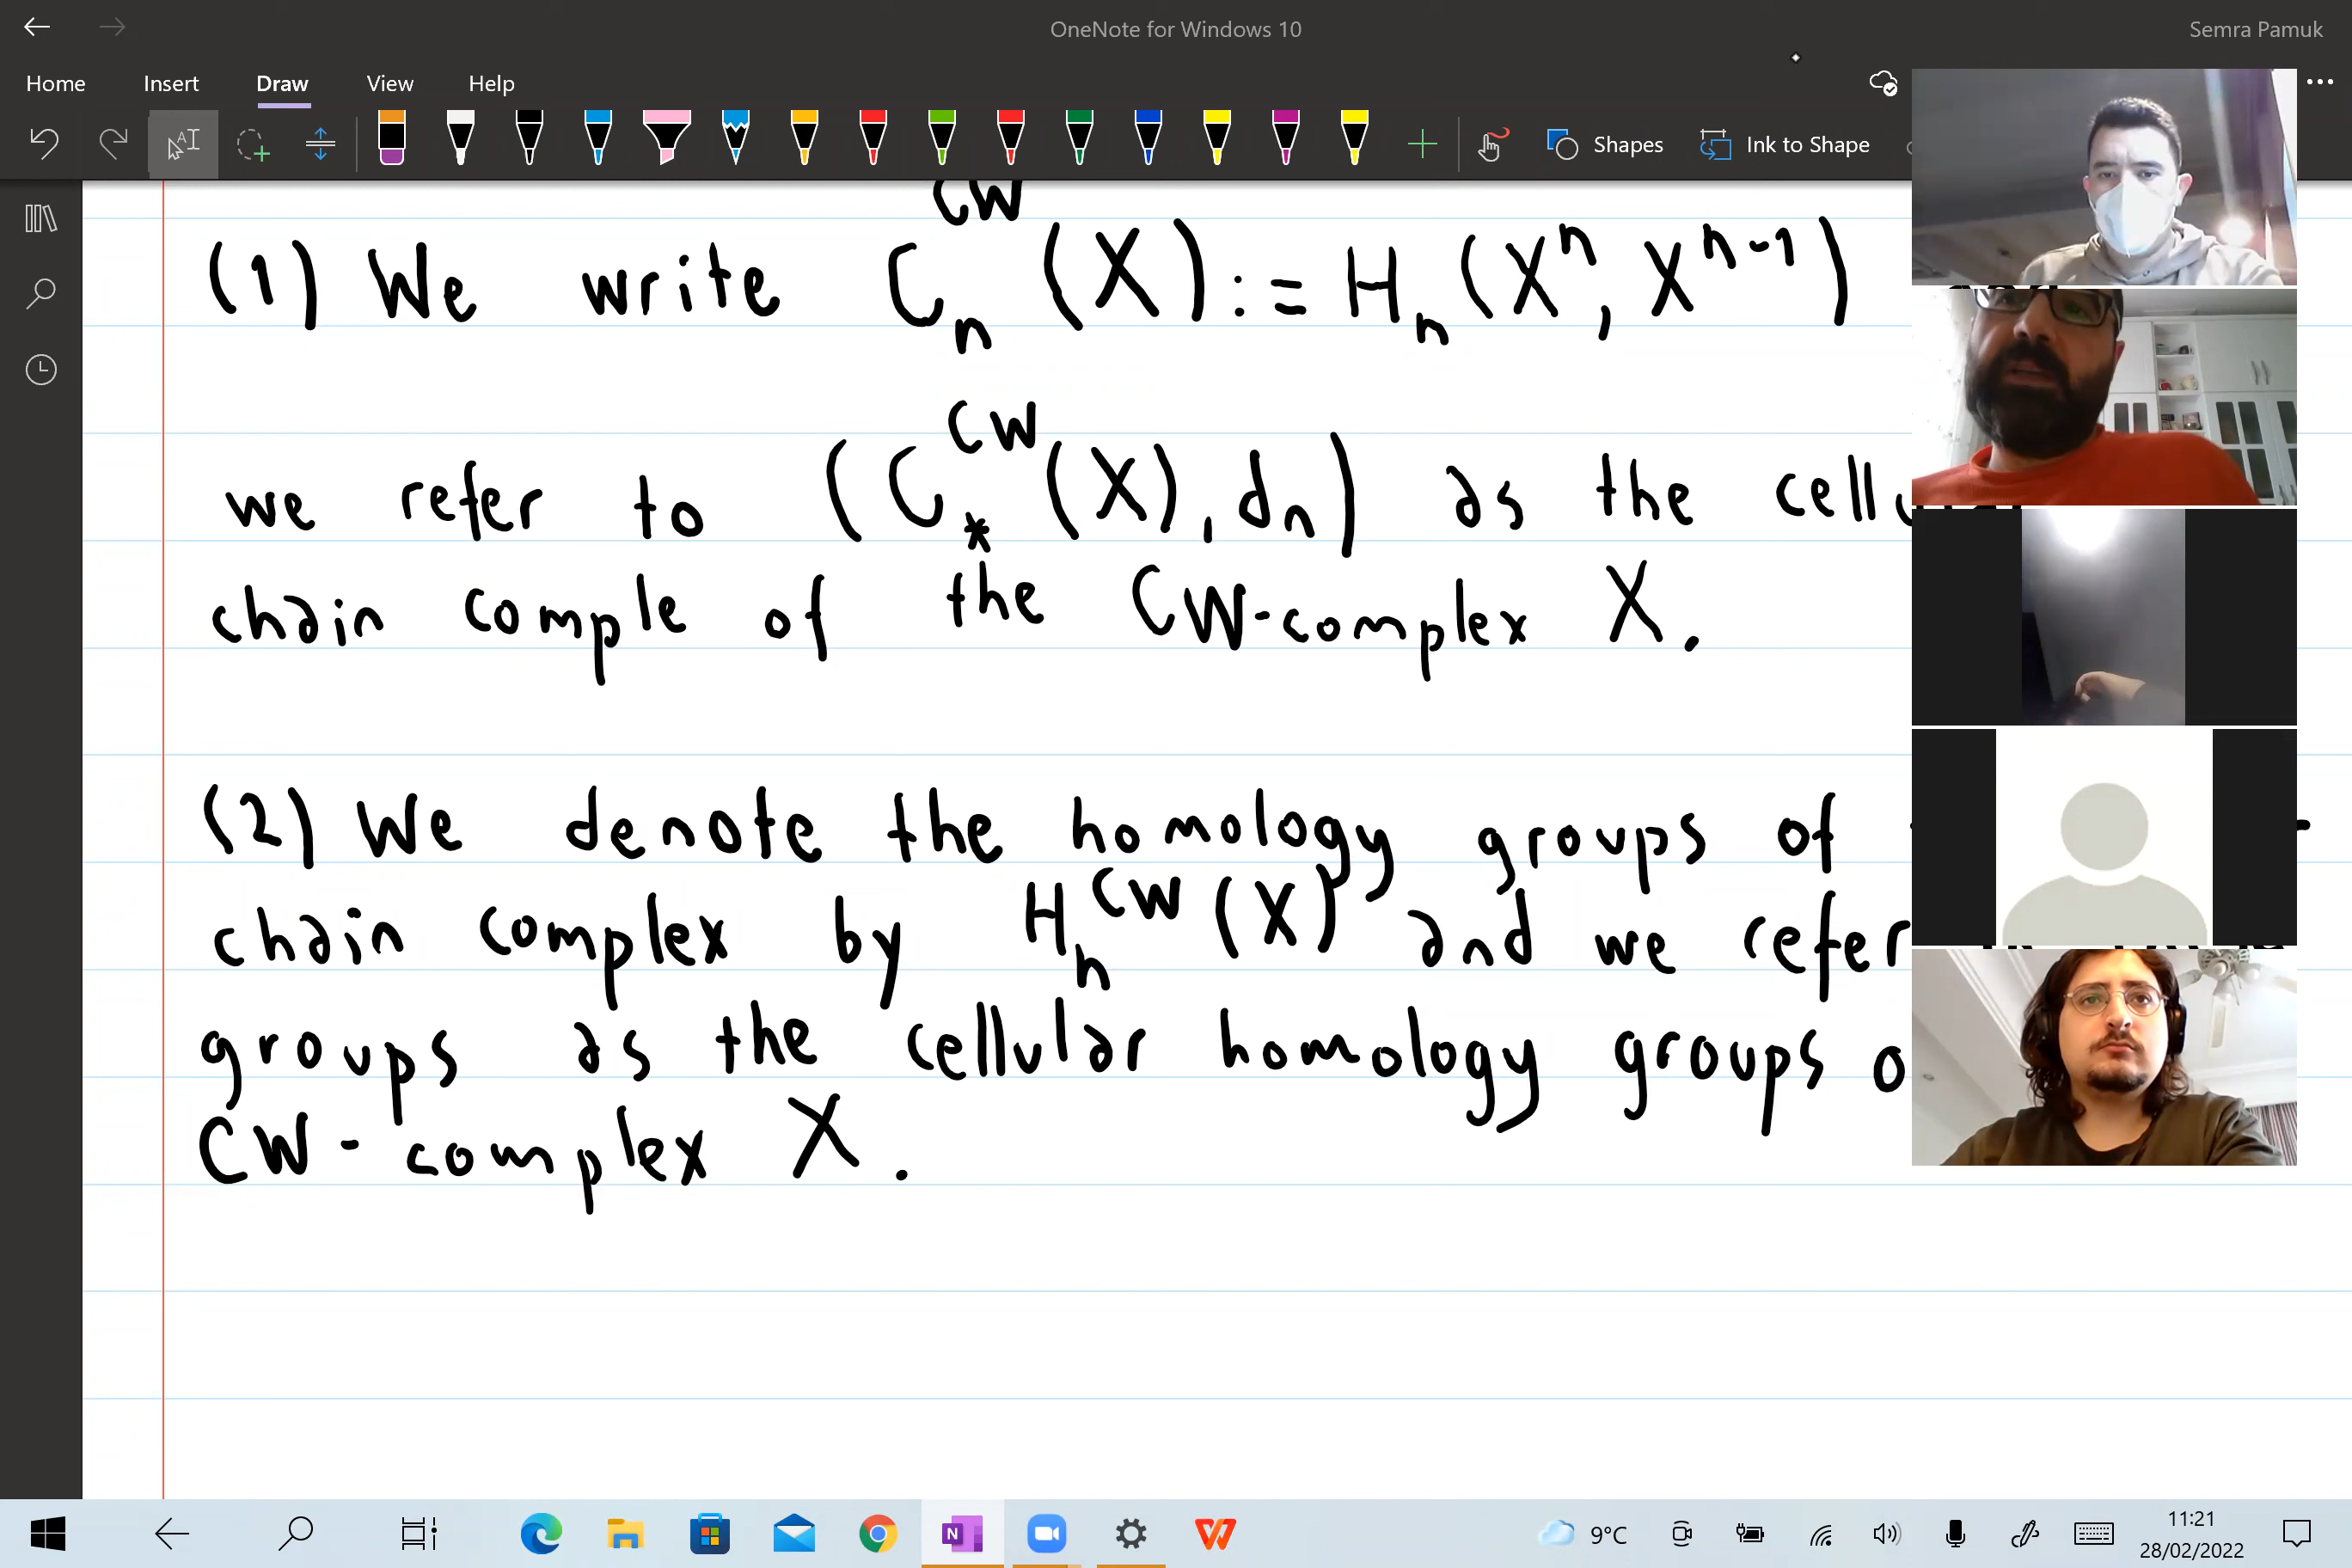 OneNote for Windows 10
Semra Pamuk
Home Insert Draw View Help
Shapes Ink to Shape
(1) We write C_n^{CW}(X) := H_n(X^n, X^{n-1})
we refer to (C_*^{CW}(X), d_n) as the
chain comple of the CW-complex X.
(2) We denote the homology groups of
chain complex by H_n^{CW}(X) and we refer
groups as the cellular homology groups
CW-complex X.
9°C
11:21
28/02/2022